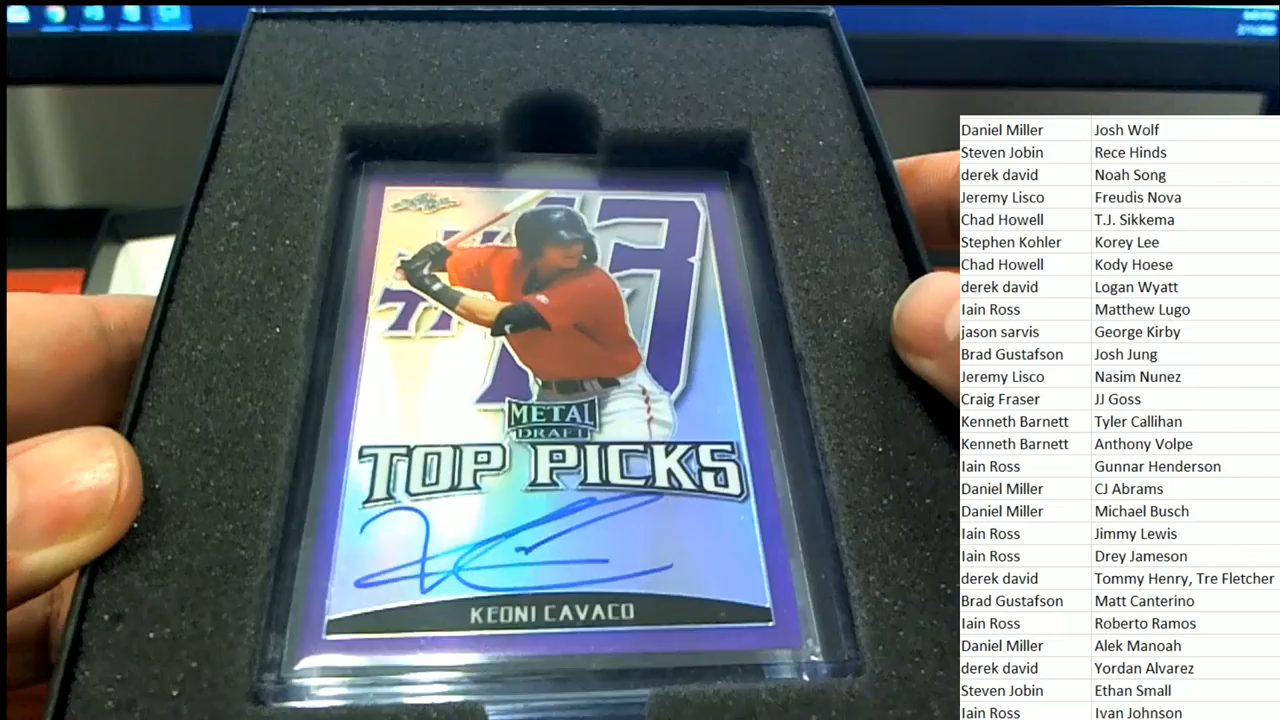 13
METAL
DRAFT
TOP PICKS
KEONI CAVACO
Daniel Miller Josh Wolf
Steven Jobin Rece Hinds
derek david Noah Song
Jeremy Lisco Freudis Nova
Chad Howell T.J. Sikkema
Stephen Kohler Korey Lee
Chad Howell Kody Hoese
derek david Logan Wyatt
Iain Ross Matthew Lugo
jason sarvis George Kirby
Brad Gustafson Josh Jung
Jeremy Lisco Nasim Nunez
Craig Fraser JJ Goss
Kenneth Barnett Tyler Callihan
Kenneth Barnett Anthony Volpe
Iain Ross Gunnar Henderson
Daniel Miller CJ Abrams
Daniel Miller Michael Busch
Iain Ross Jimmy Lewis
Iain Ross Drey Jameson
derek david Tommy Henry, Tre Fletcher
Brad Gustafson Matt Canterino
Iain Ross Roberto Ramos
Daniel Miller Alek Manoah
derek david Yordan Alvarez
Steven Jobin Ethan Small
Iain Ross Ivan Johnson